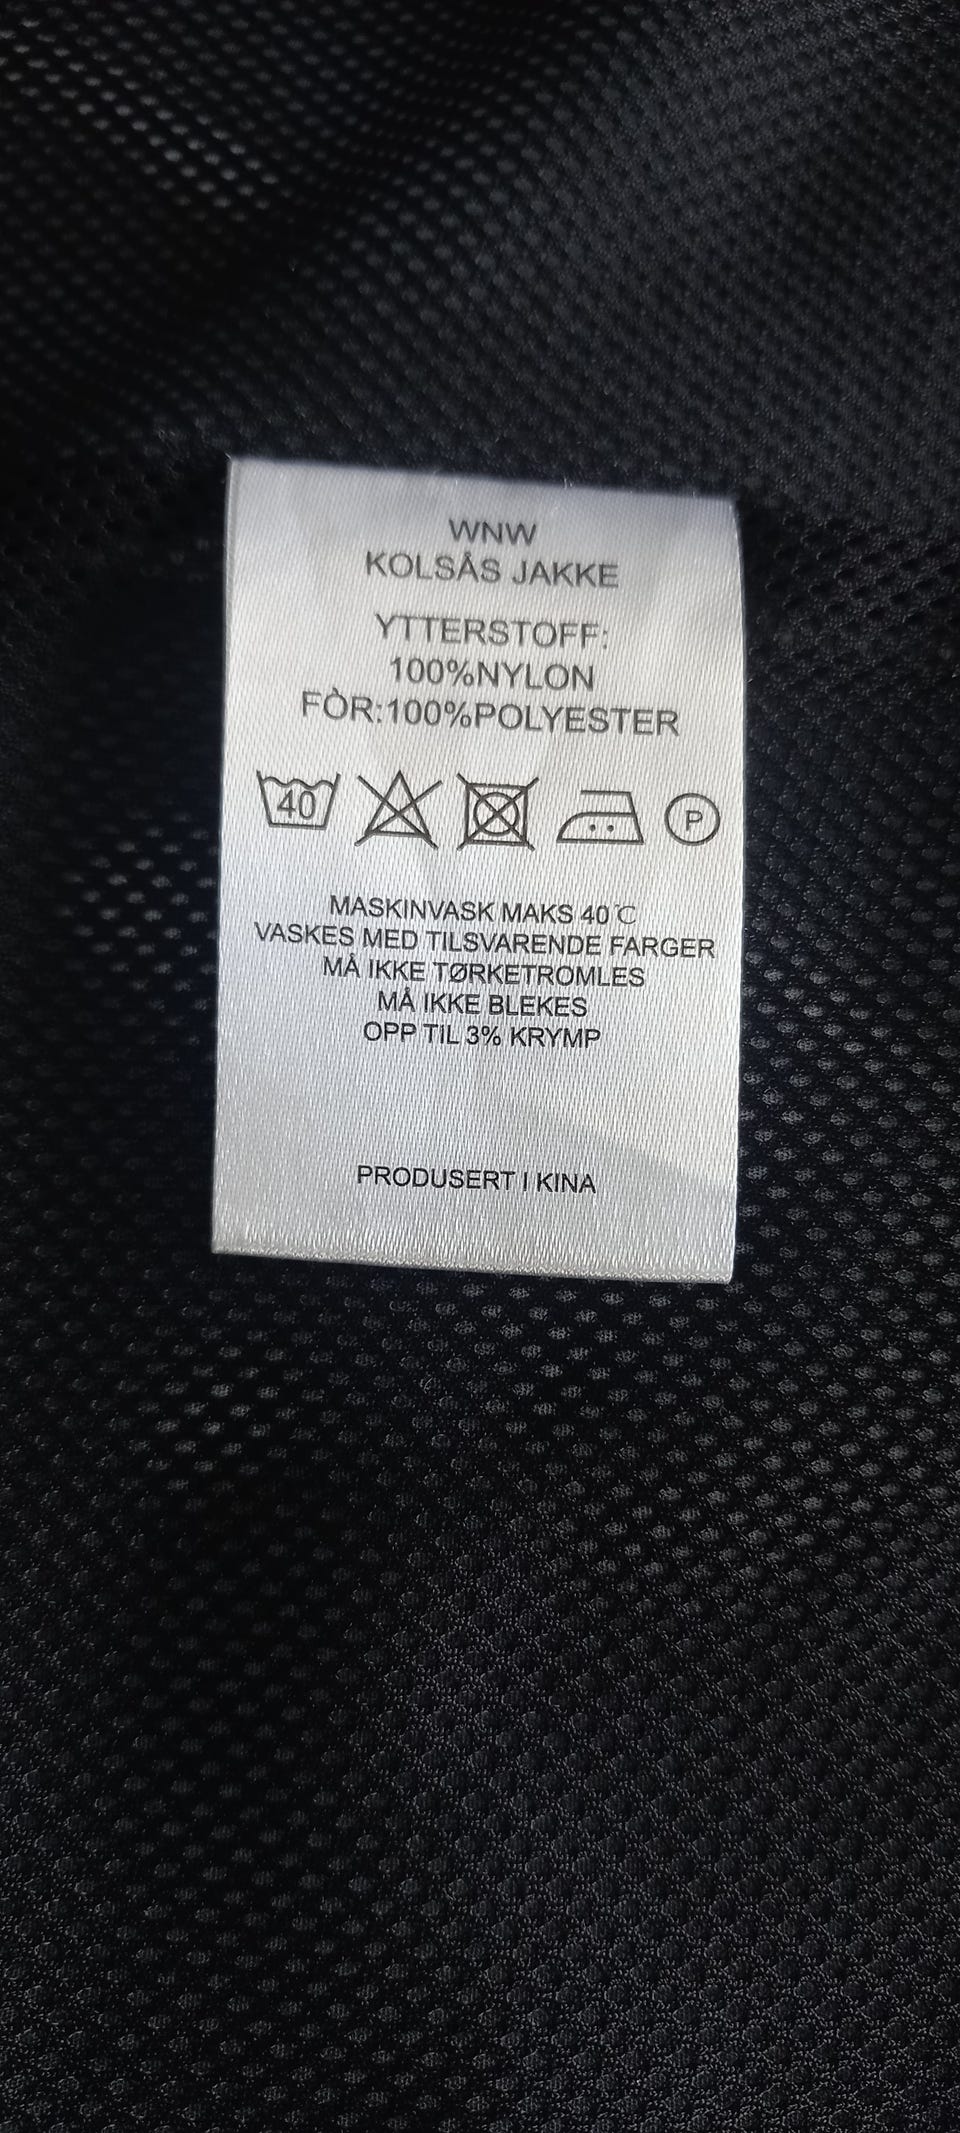 WNW
KOLSÅS JAKKE
YTTERSTOFF:
100%NYLON
FÒR:100%POLYESTER
40 P
MASKINVASK MAKS 40℃
VASKES MED TILSVARENDE FARGER
MÅ IKKE TØRKETROMLES
MÅ IKKE BLEKES
OPP TIL 3% KRYMP
PRODUSERT I KINA